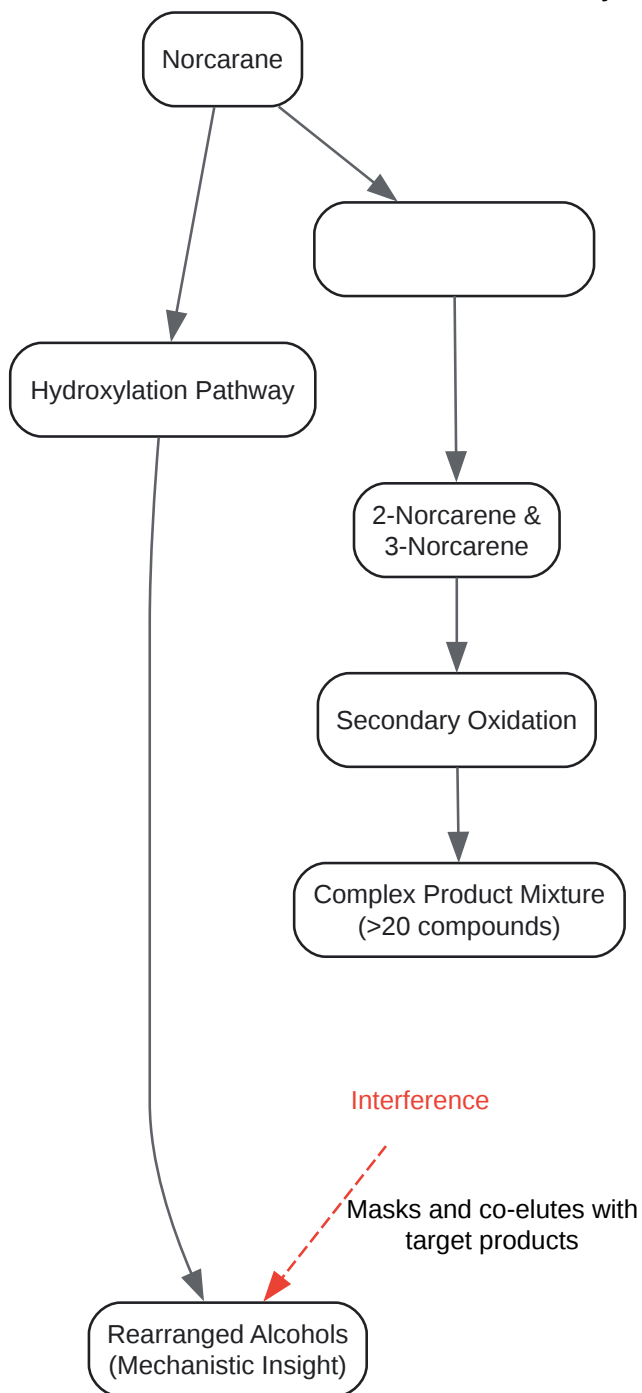 Norcarane
Hydroxylation Pathway
2-Norcarene &
3-Norcarene
Secondary Oxidation
Complex Product Mixture
(>20 compounds)
Interference
Masks and co-elutes with
target products
Rearranged Alcohols
(Mechanistic Insight)